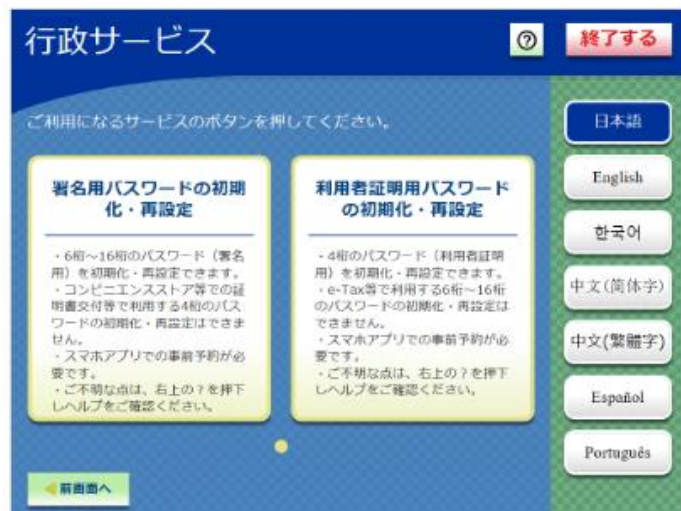 行政サービス
?
終了する
ご利用になるサービスのボタンを押してください。
署名用パスワードの初期
化・再設定
・6桁～16桁のパスワード（署名
用）を初期化・再設定できます。
・コンビニエンスストア等での証
明書交付等で利用する4桁のパス
ワードの初期化・再設定はできま
せん。
・スマホアプリでの事前予約が必
要です。
・ご不明な点は、右上の？を押下
しヘルプをご確認ください。
利用者証明用パスワード
の初期化・再設定
・4桁のパスワード（利用者証明
用）を初期化・再設定できます。
・e-Tax等で利用する6桁～16桁
のパスワードの初期化・再設定は
できません。
・スマホアプリでの事前予約が必
要です。
・ご不明な点は、右上の？を押下
しヘルプをご確認ください。
日本語
English
한국어
中文(简体字)
中文(繁體字)
Español
Português
前画面へ